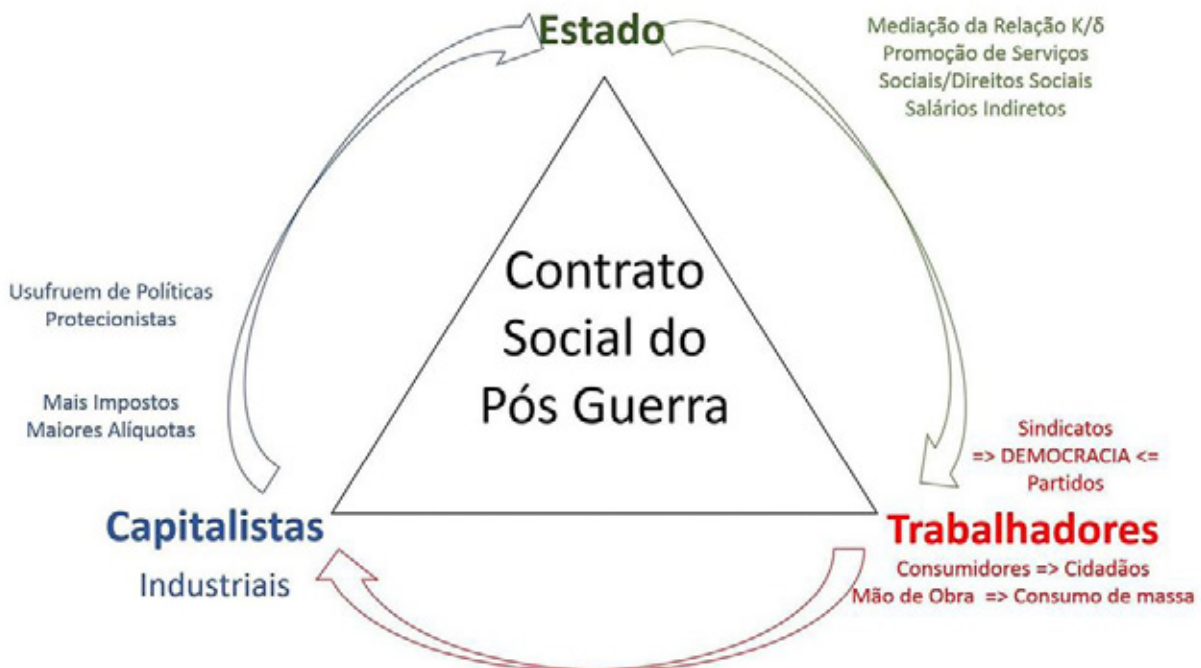 Estado
Mediação da Relação K/δ
Promoção de Serviços
Sociais/Direitos Sociais
Salários Indiretos
Contrato
Social do
Pós Guerra
Usufruem de Políticas
Protecionistas
Mais Impostos
Maiores Alíquotas
Capitalistas
Industriais
Sindicatos
=> DEMOCRACIA <=
Partidos
Trabalhadores
Consumidores => Cidadãos
Mão de Obra => Consumo de massa